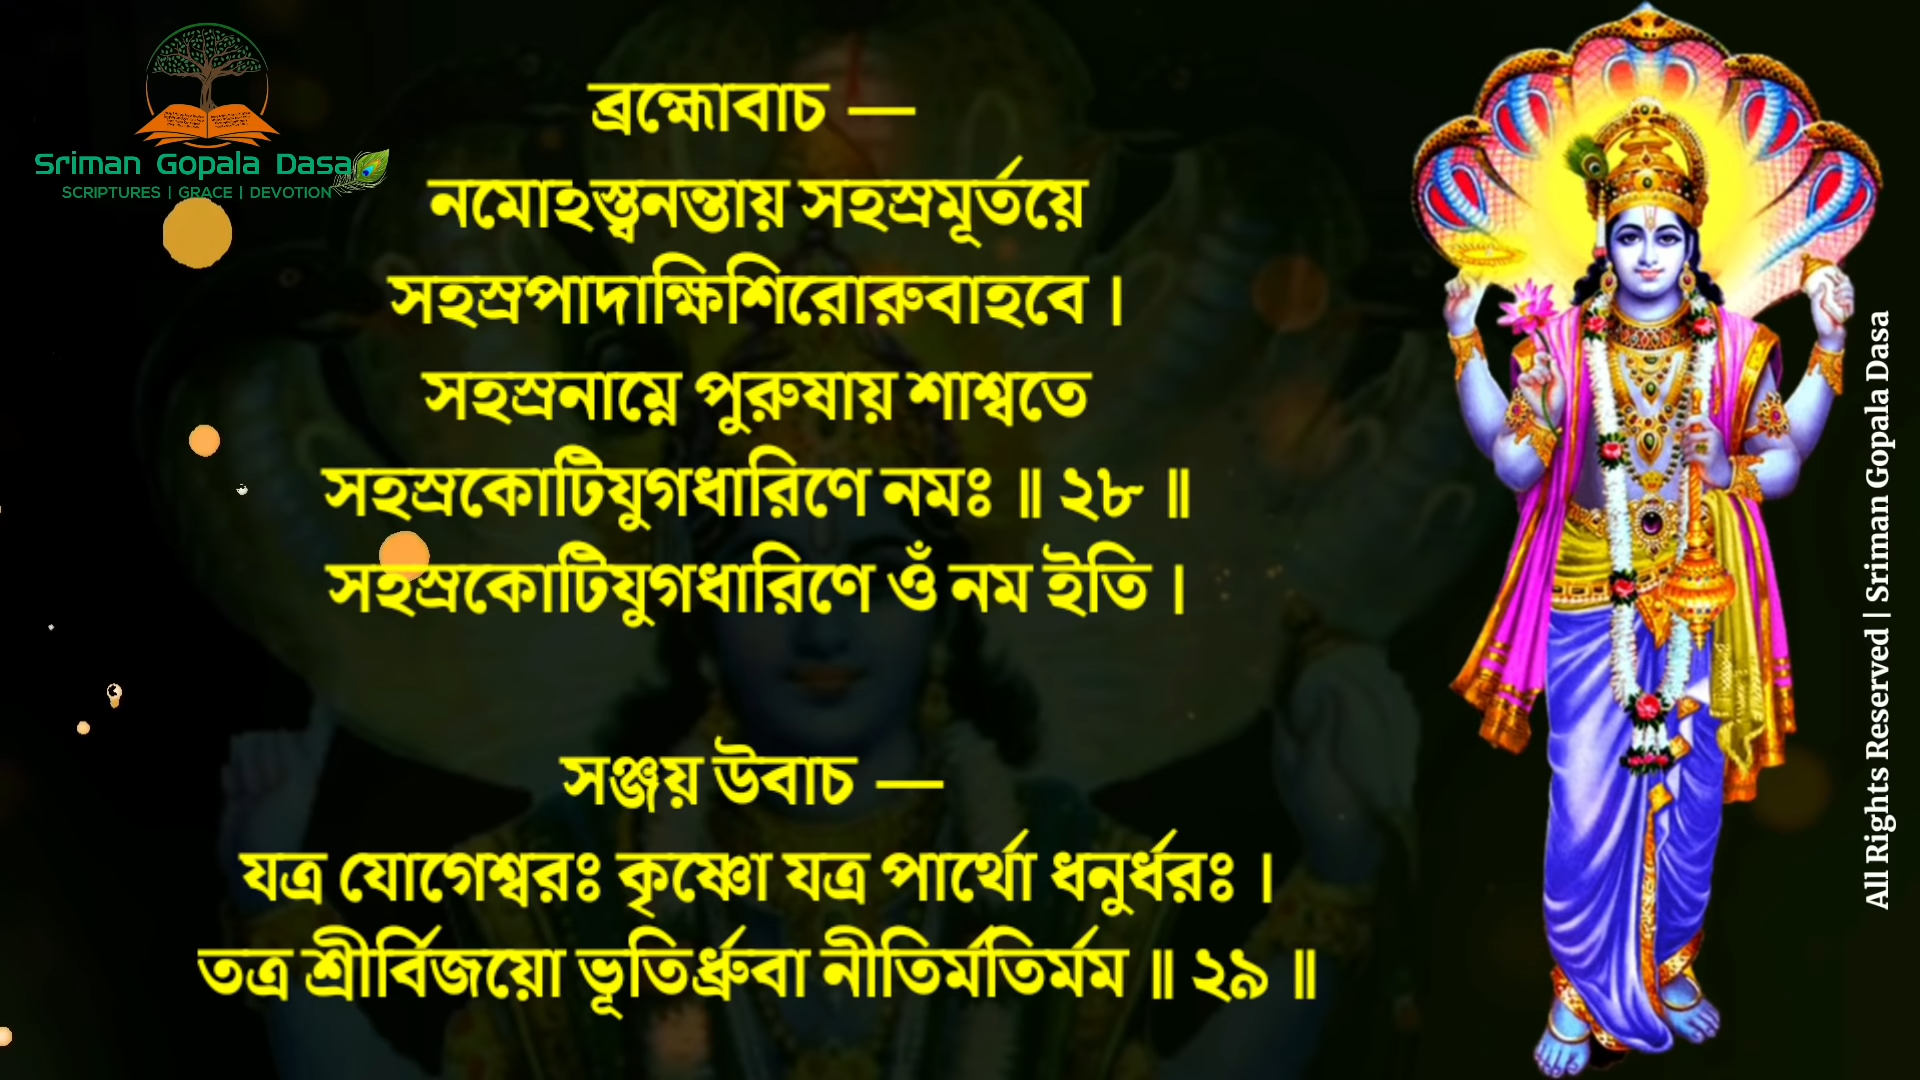 Sriman Gopala Dasa
SCRIPTURES | GRACE | DEVOTION
ব্রহ্মোবাচ —
নমোঽস্ত্বনন্তায় সহস্রমূর্তয়ে
সহস্রপাদাক্ষিশিরোরুবাহবে ।
সহস্রনাম্নে পুরুষায় শাশ্বতে
সহস্রকোটিযুগধারিণে নমঃ ॥ ২৮ ॥
সহস্রকোটিযুগধারিণে ওঁ নম ইতি ।
সঞ্জয় উবাচ —
যত্র যোগেশ্বরঃ কৃষ্ণো যত্র পার্থো ধনুর্ধরঃ ।
তত্র শ্রীর্বিজয়ো ভূতির্ধ্রুবা নীতির্মতির্মম ॥ ২৯ ॥
All Rights Reserved | Sriman Gopala Dasa